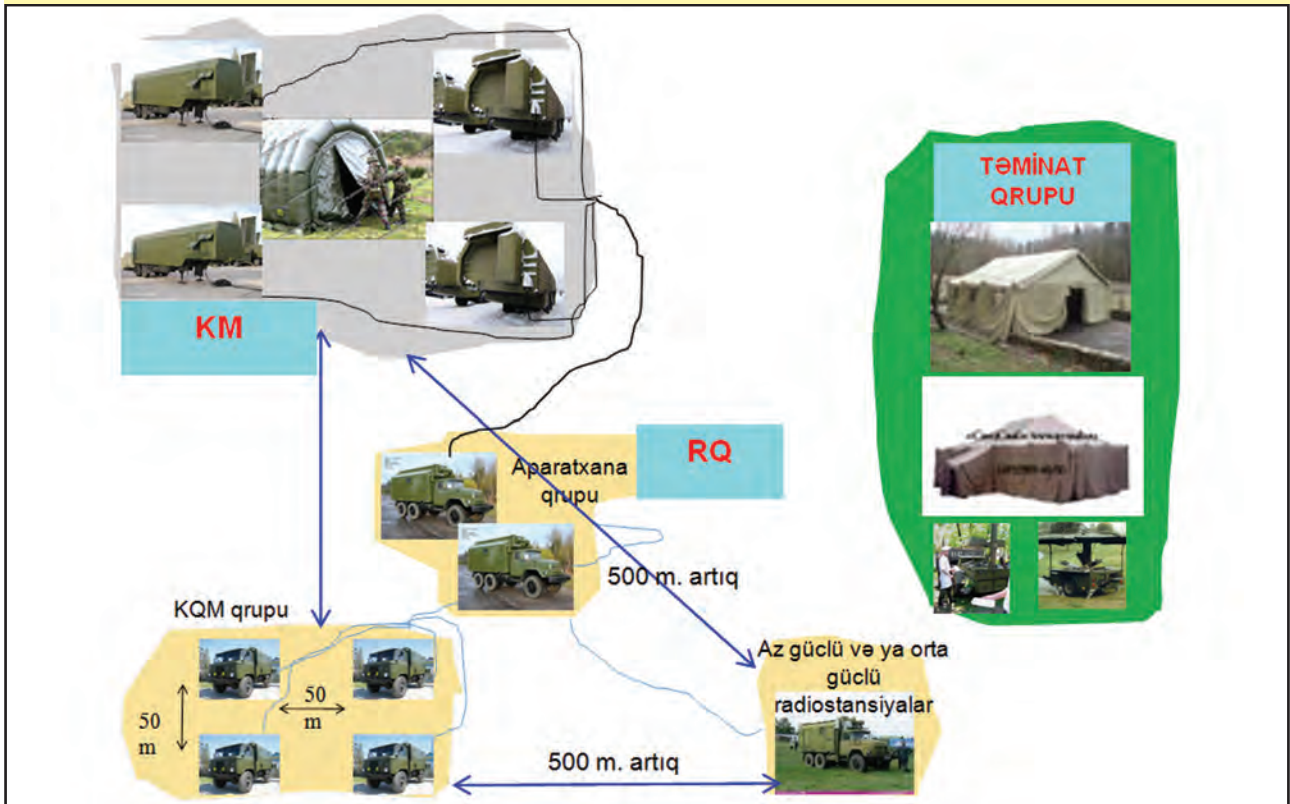 TƏMİNAT
QRUPU
KM
RQ
Aparatxana
qrupu
500 m. artıq
KQM qrupu
Az güclü və ya orta
güclü
radiostansiyalar
50
m
50
m
500 m. artıq